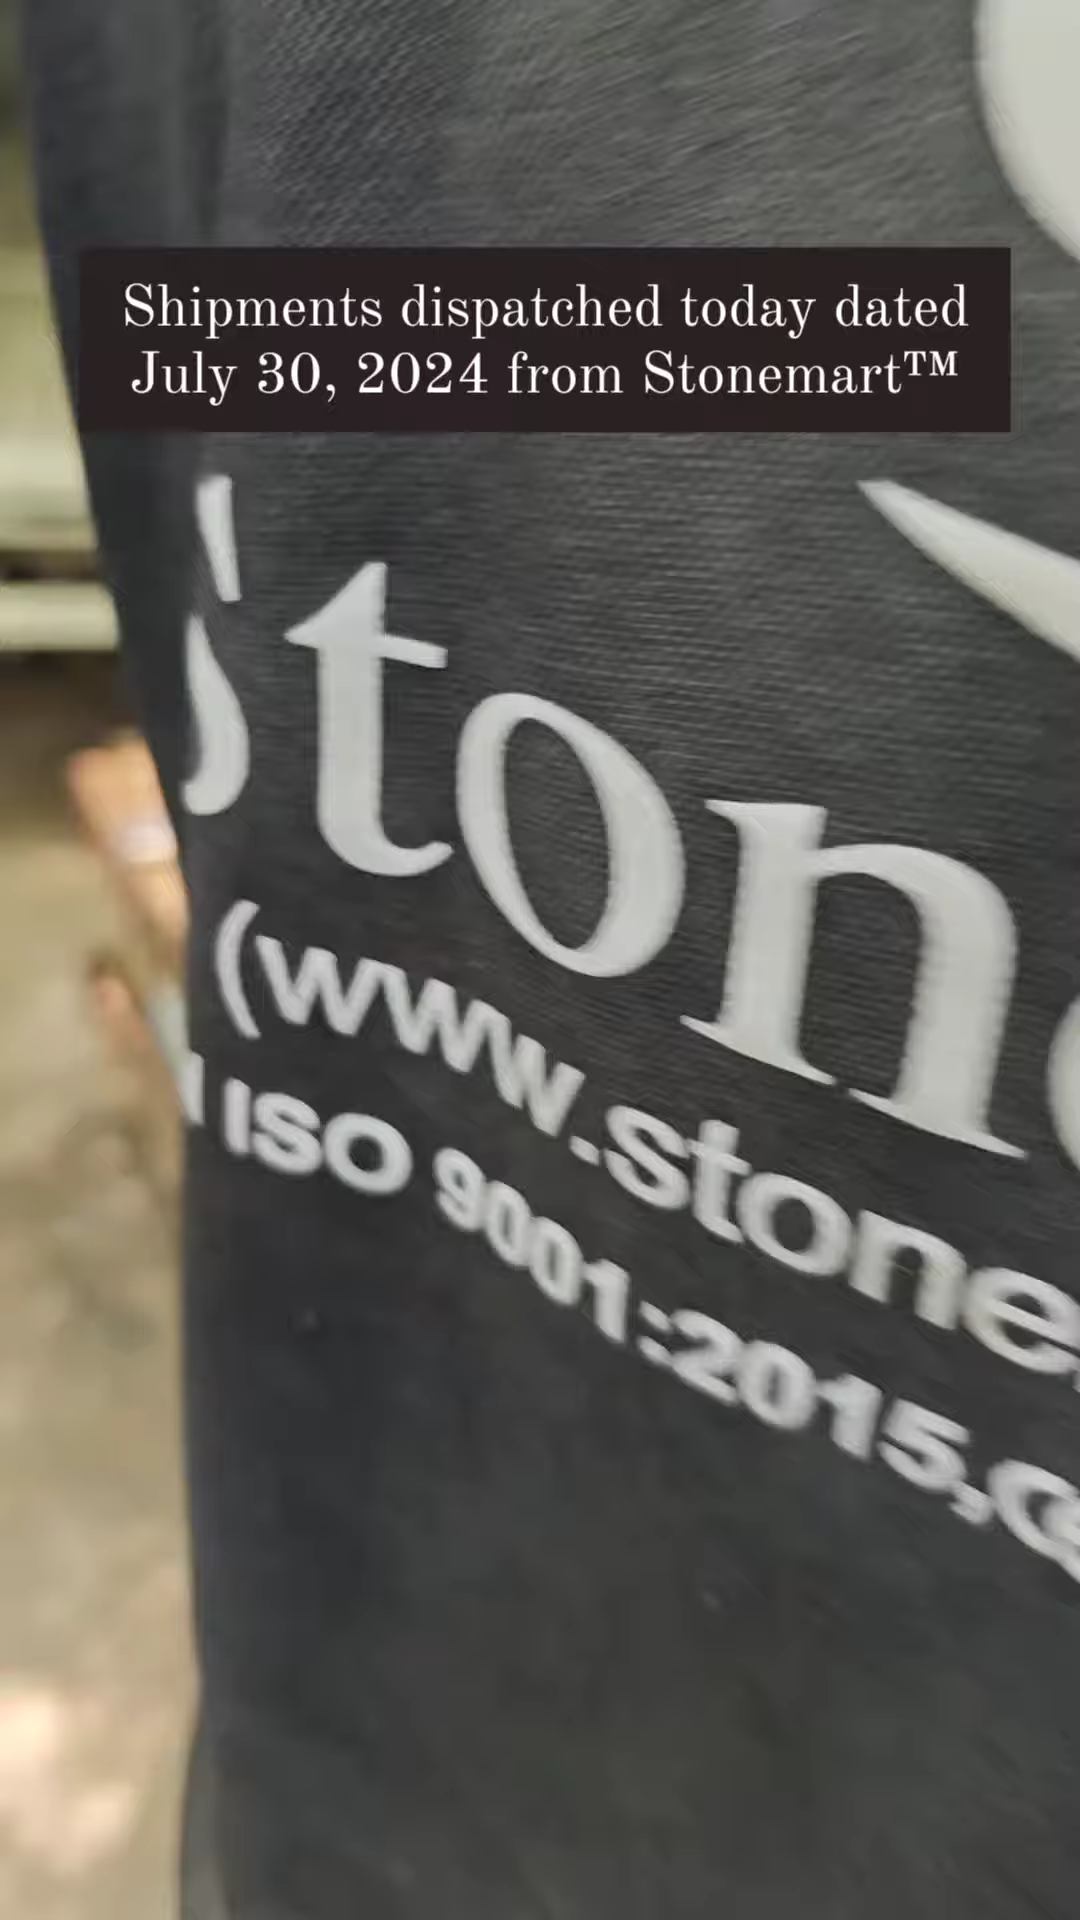 Shipments dispatched today dated
July 30, 2024 from Stonemart™
Ston
(www.stone
ISO 9001:2015,